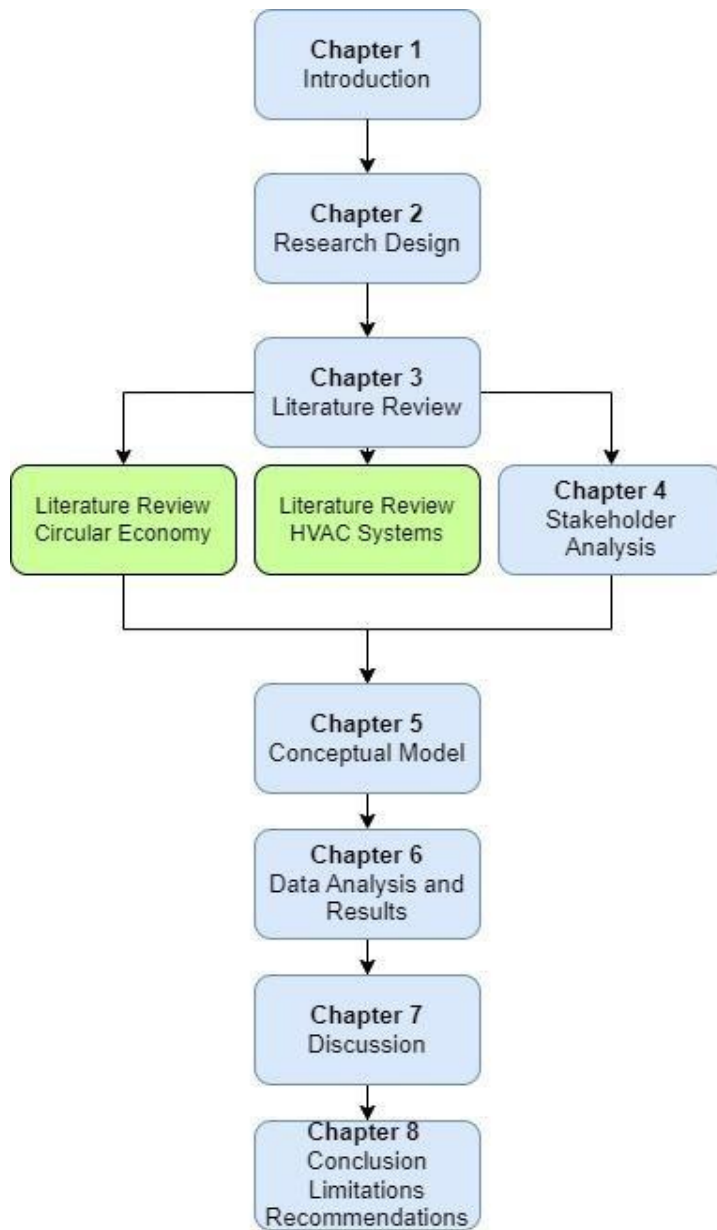 Chapter 1
Introduction
Chapter 2
Research Design
Chapter 3
Literature Review
Literature Review
Circular Economy
Literature Review
HVAC Systems
Chapter 4
Stakeholder
Analysis
Chapter 5
Conceptual Model
Chapter 6
Data Analysis and
Results
Chapter 7
Discussion
Chapter 8
Conclusion
Limitations
Recommendations